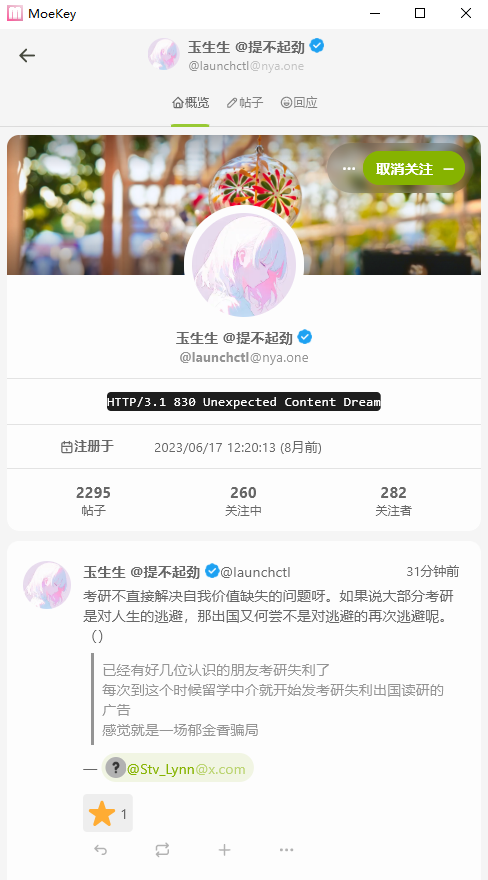 MoeKey
玉生生 @提不起劲
@launchctl@nya.one
概览 帖子 回应
取消关注
玉生生 @提不起劲
@launchctl@nya.one
HTTP/3.1 830 Unexpected Content Dream
注册于 2023/06/17 12:20:13 (8月前)
2295 260 282
帖子 关注中 关注者
玉生生 @提不起劲 @launchctl 31分钟前
考研不直接解决自我价值缺失的问题呀。如果说大部分考研
是对人生的逃避，那出国又何尝不是对逃避的再次逃避呢。
（）
已经有好几位认识的朋友考研失利了
每次到这个时候留学中介就开始发考研失利出国读研的
广告
感觉就是一场郁金香骗局
— @Stv_Lynn@x.com
1